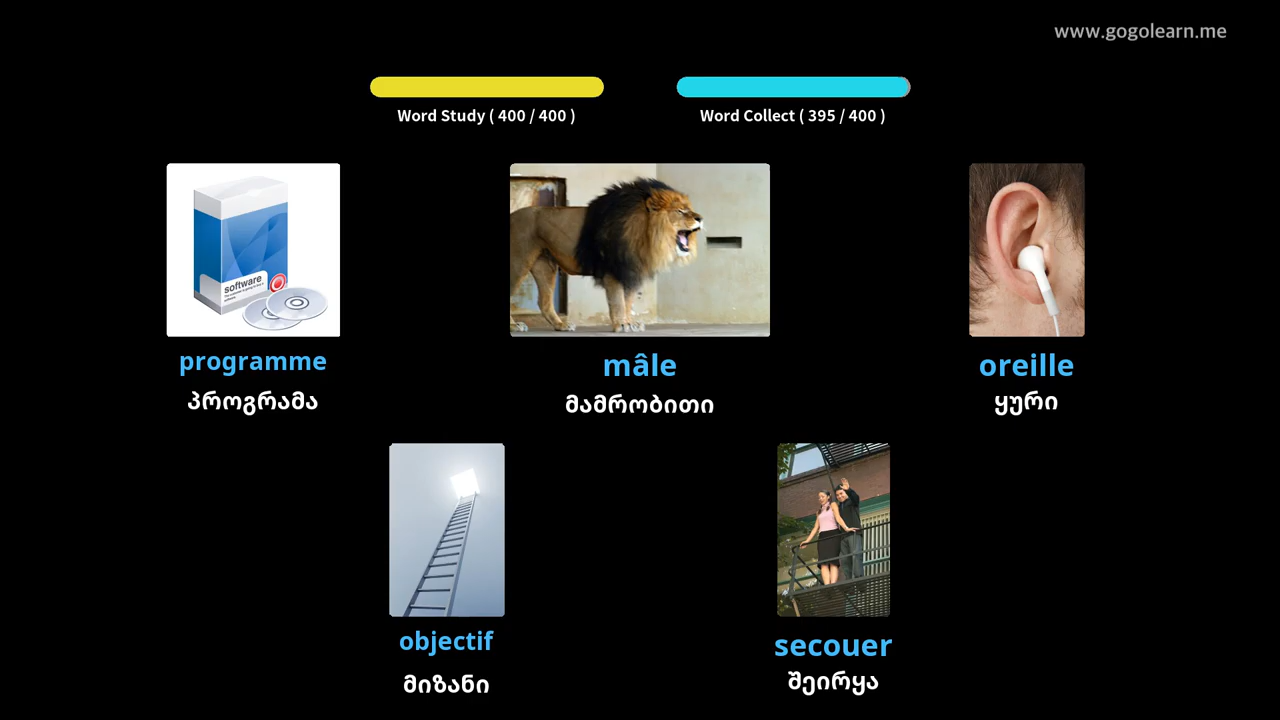 www.gogolearn.me
Word Study ( 400 / 400 )
Word Collect ( 395 / 400 )
software
programme
mâle
oreille
პროგრამა
მამრობითი
ყური
objectif
secouer
მიზანი
შეირყა